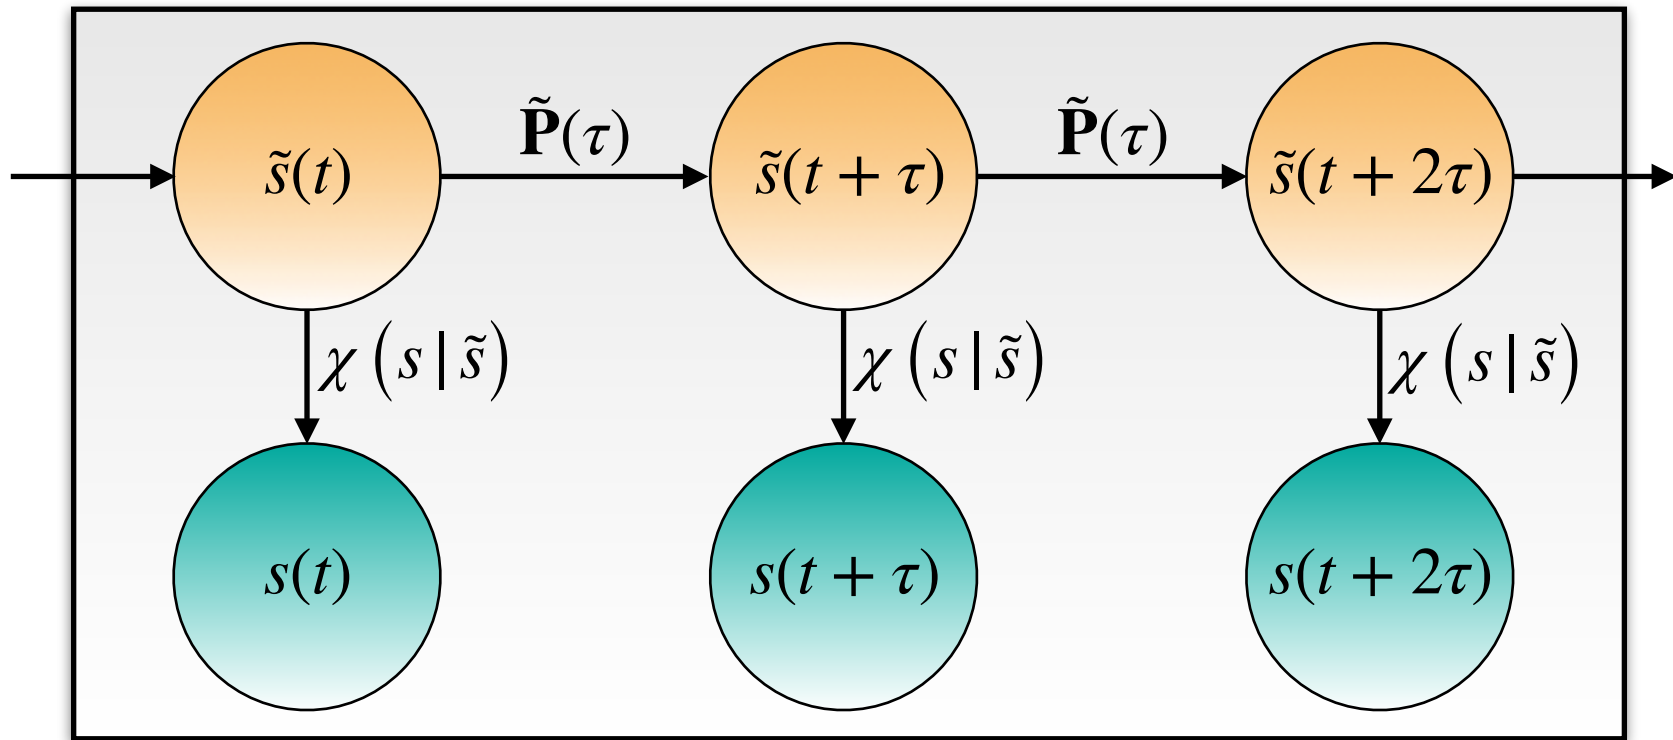 P̃(τ) P̃(τ)
s̃(t) s̃(t + τ) s̃(t + 2τ)
χ (s | s̃) χ (s | s̃) χ (s | s̃)
s(t) s(t + τ) s(t + 2τ)